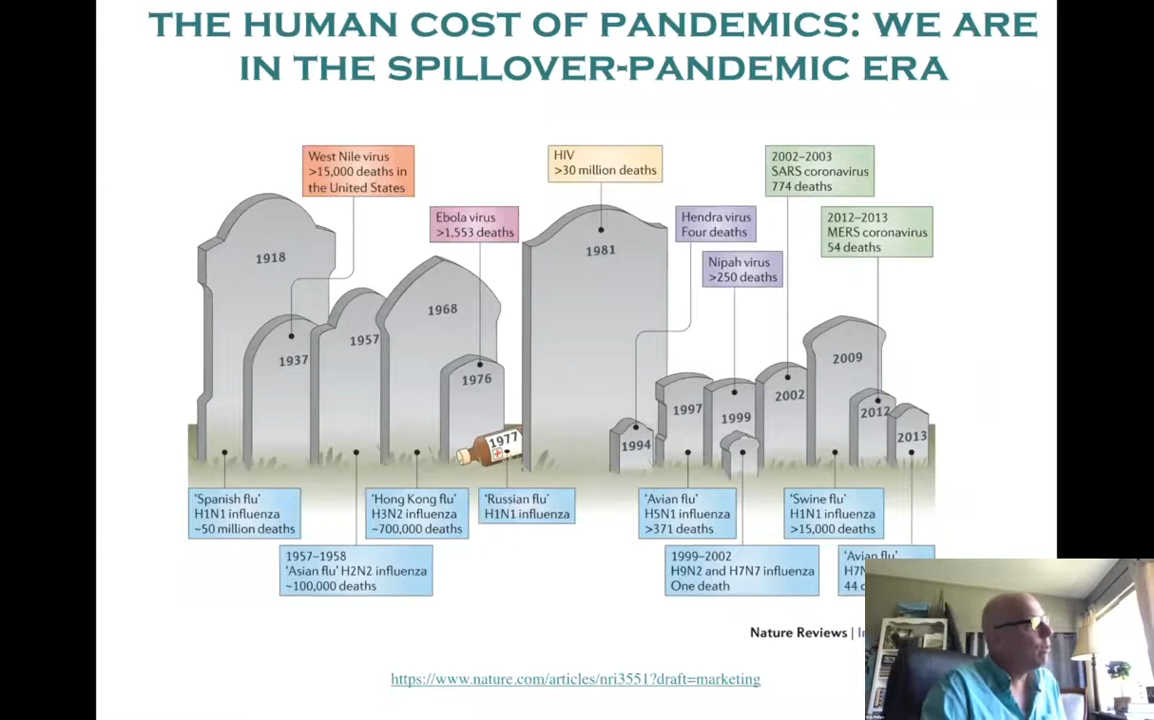 THE HUMAN COST OF PANDEMICS: WE ARE
IN THE SPILLOVER-PANDEMIC ERA
West Nile virus
>15,000 deaths in
the United States
Ebola virus
>1,553 deaths
HIV
>30 million deaths
Hendra virus
Four deaths
Nipah virus
>250 deaths
2002–2003
SARS coronavirus
774 deaths
2012–2013
MERS coronavirus
54 deaths
1918
1937
1957
1968
1976
1977
1981
1994
1997
1999
2002
2009
2012
2013
'Spanish flu'
H1N1 influenza
~50 million deaths
1957–1958
'Asian flu' H2N2 influenza
~100,000 deaths
'Hong Kong flu'
H3N2 influenza
~700,000 deaths
'Russian flu'
H1N1 influenza
'Avian flu'
H5N1 influenza
>371 deaths
1999–2002
H9N2 and H7N7 influenza
One death
'Swine flu'
H1N1 influenza
>15,000 deaths
'Avian flu'
44
Nature Reviews |
https://www.nature.com/articles/nri3551?draft=marketing